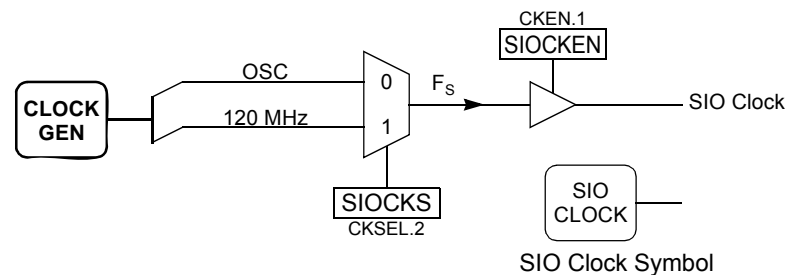 CKEN.1
SIOCKEN
OSC
0
F_S
CLOCK
GEN
SIO Clock
120 MHz
1
SIOCKS
CKSEL.2
SIO
CLOCK
SIO Clock Symbol